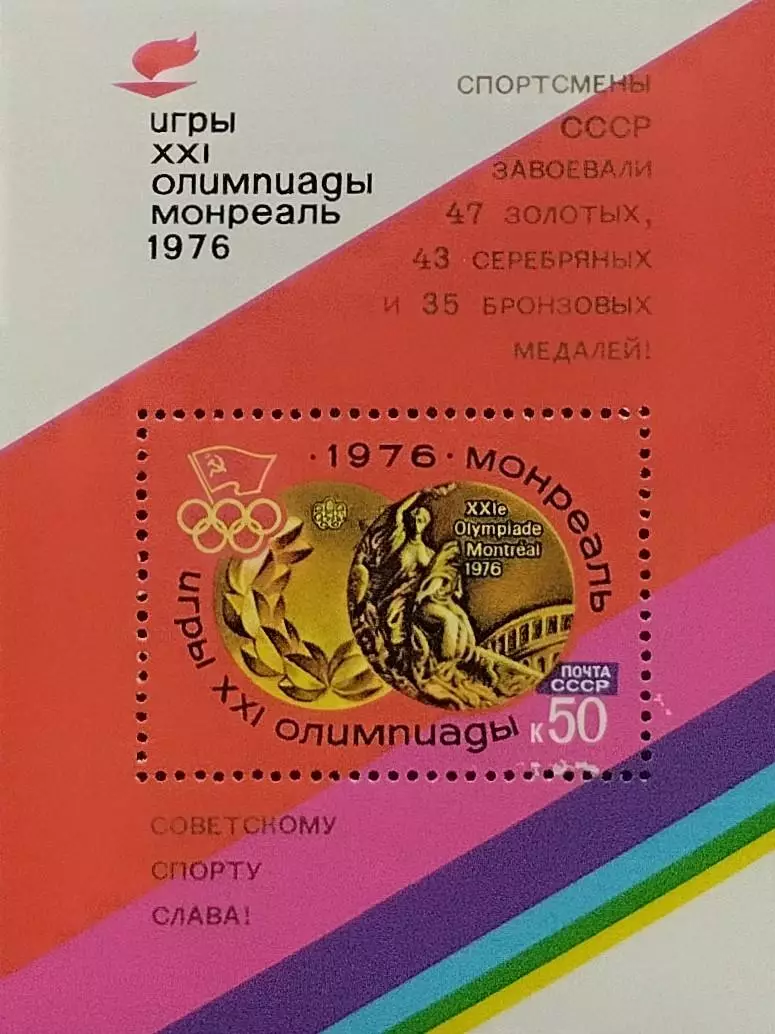 игры
XXI
олимпиады
монреаль
1976
СПОРТСМЕНЫ
СССР
ЗАВОЕВАЛИ
47 ЗОЛОТЫХ,
43 СЕРЕБРЯНЫХ
И 35 БРОНЗОВЫХ
МЕДАЛЕЙ!
·1976·монреаль
XXIe
Olympiade
Montréal
1976
игры XXI олимпиады
ПОЧТА
СССР
к50
СОВЕТСКОМУ
СПОРТУ
СЛАВА!